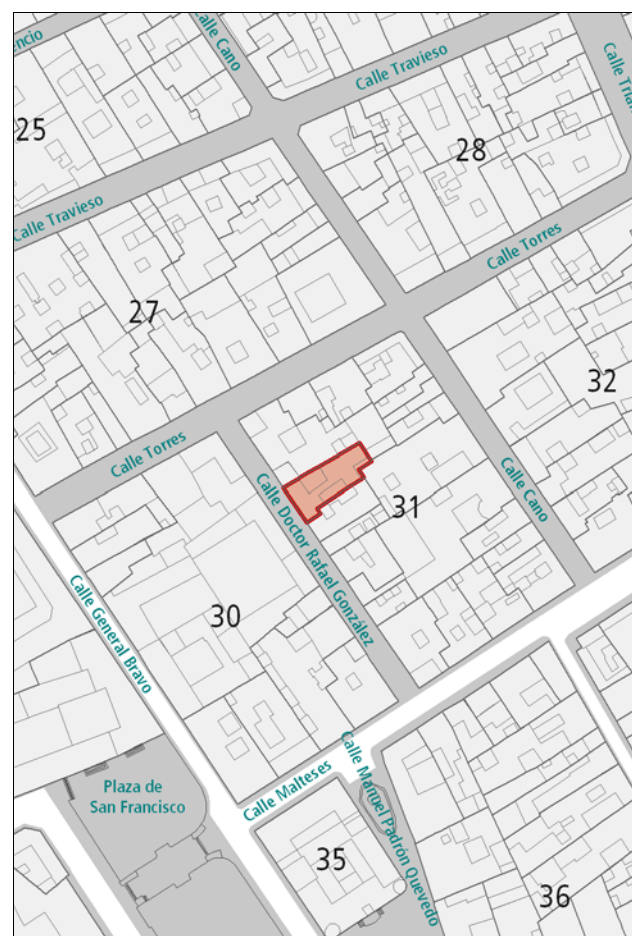 Calle Cano
Calle Travieso
25
28
Calle Travieso
Calle Torres
27
32
Calle Torres
Calle Cano
31
Calle Doctor Rafael González
30
Calle General Bravo
Plaza de
San Francisco
Calle Malteses
Calle Manuel Padrón Quevedo
35
36